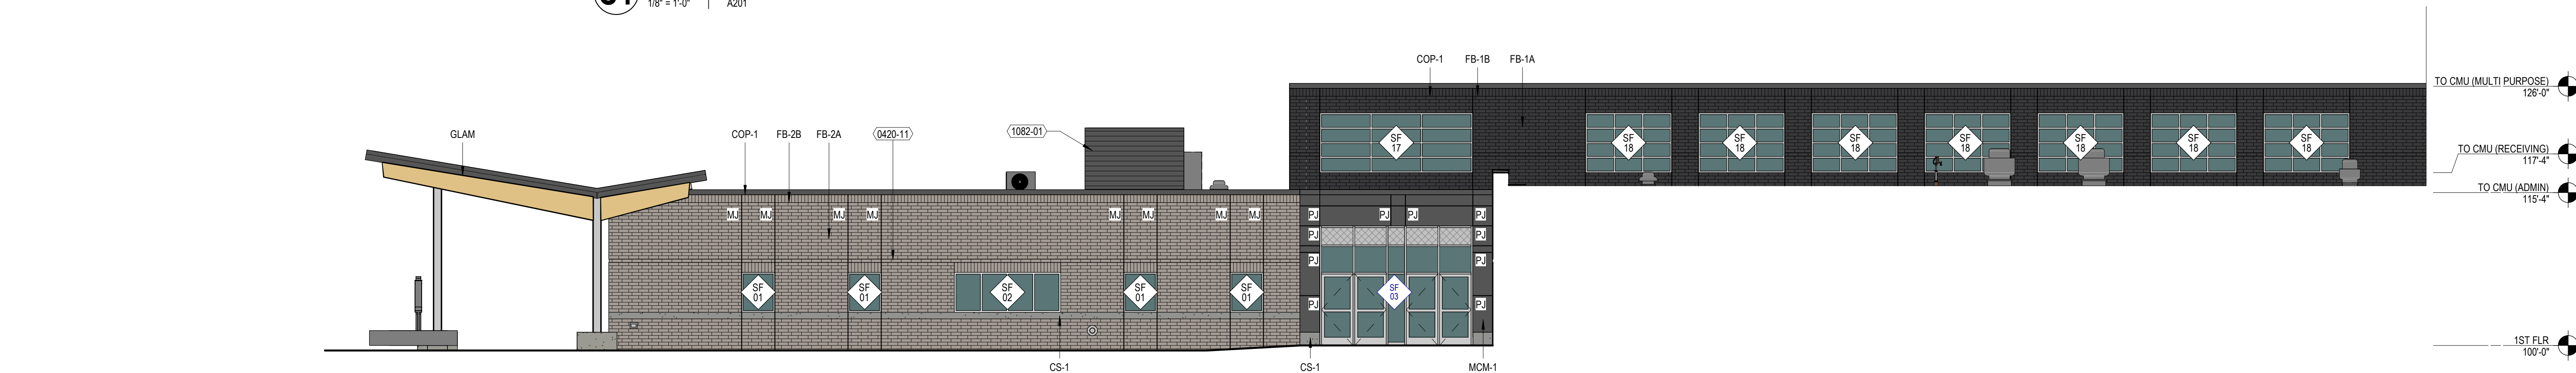 1/8" = 1'-0"
A201
COP-1
FB-1B
FB-1A
TO CMU (MULTI PURPOSE)
126'-0"
GLAM
COP-1
FB-2B
FB-2A
0420-11
1082-01
SF
17
SF
18
SF
18
SF
18
SF
18
SF
18
SF
18
SF
18
TO CMU (RECEIVING)
117'-4"
TO CMU (ADMIN)
115'-4"
MJ
MJ
MJ
MJ
MJ
MJ
MJ
MJ
PJ
PJ
PJ
PJ
PJ
PJ
PJ
PJ
SF
01
SF
01
SF
02
SF
01
SF
01
SF
03
PJ
PJ
1ST FLR
100'-0"
CS-1
CS-1
MCM-1